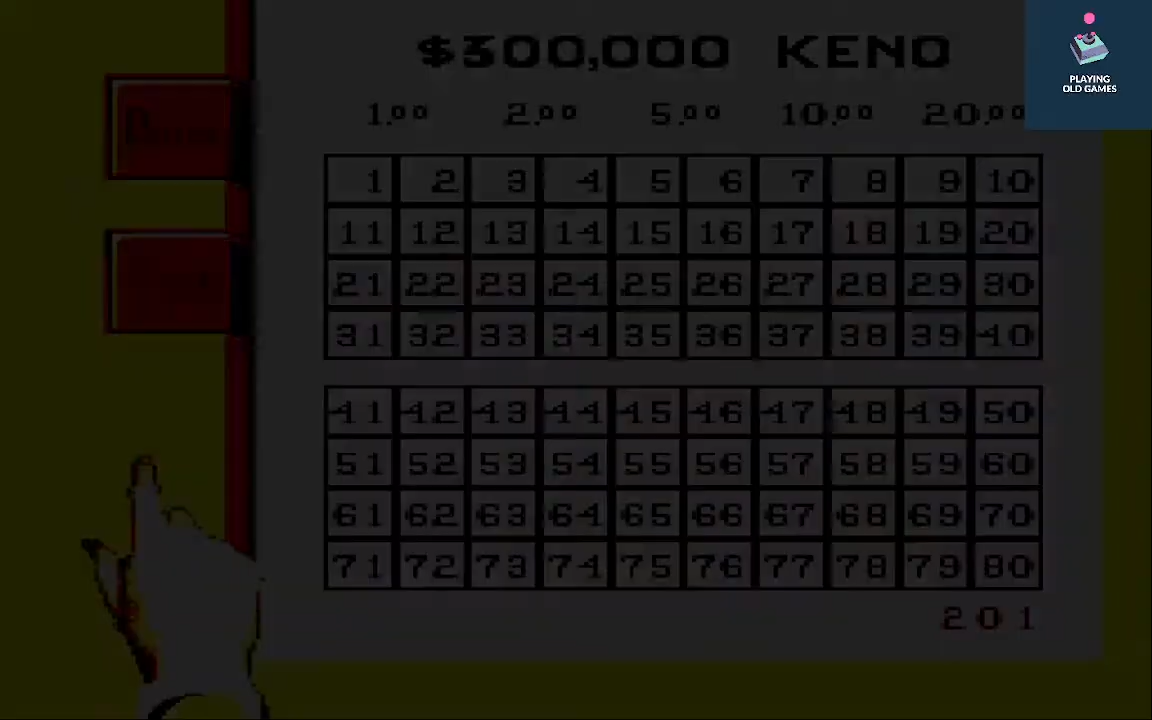 $300,000 KENO
1.00 2.00 5.00 10.00 20.00
1 2 3 4 5 6 7 8 9 10
11 12 13 14 15 16 17 18 19 20
21 22 23 24 25 26 27 28 29 30
31 32 33 34 35 36 37 38 39 40
41 42 43 44 45 46 47 48 49 50
51 52 53 54 55 56 57 58 59 60
61 62 63 64 65 66 67 68 69 70
71 72 73 74 75 76 77 78 79 80
201
PLAYING
OLD GAMES